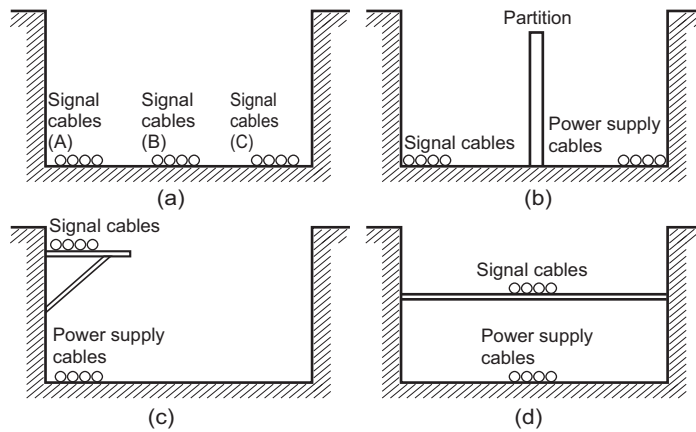 Signal
cables
(A)
Signal
cables
(B)
Signal
cables
(C)
(a)
Partition
Signal cables
Power supply
cables
(b)
Signal cables
Power supply
cables
(c)
Signal cables
Power supply
cables
(d)